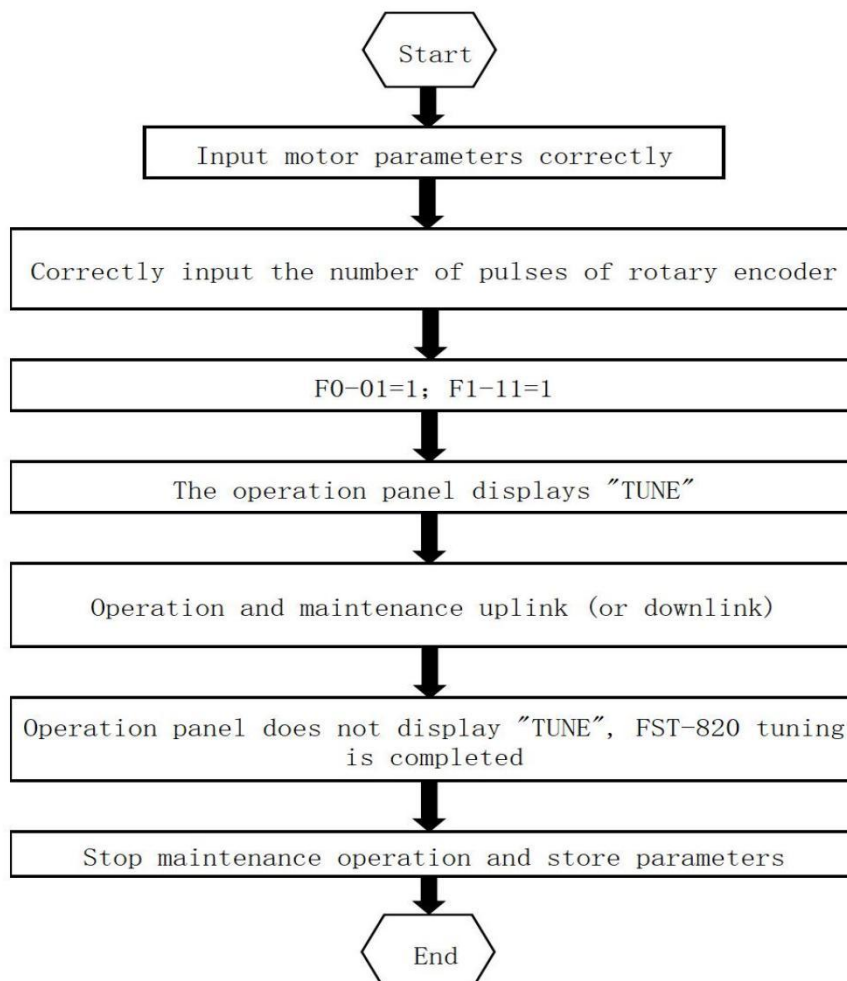 Start
Input motor parameters correctly
Correctly input the number of pulses of rotary encoder
F0-01=1; F1-11=1
The operation panel displays "TUNE"
Operation and maintenance uplink (or downlink)
Operation panel does not display "TUNE", FST-820 tuning
is completed
Stop maintenance operation and store parameters
End